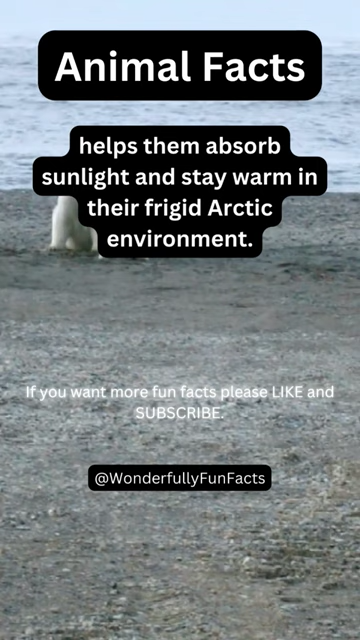 Animal Facts
helps them absorb
sunlight and stay warm in
their frigid Arctic
environment.
If you want more fun facts please LIKE and
SUBSCRIBE.
@WonderfullyFunFacts